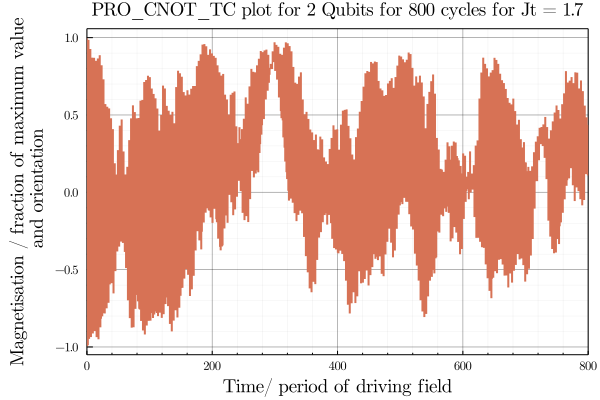 PRO_CNOT_TC plot for 2 Qubits for 800 cycles for Jt = 1.7
Magnetisation / fraction of maximum value
and orientation
1.0
0.5
0.0
−0.5
−1.0
0 200 400 600 800
Time/ period of driving field